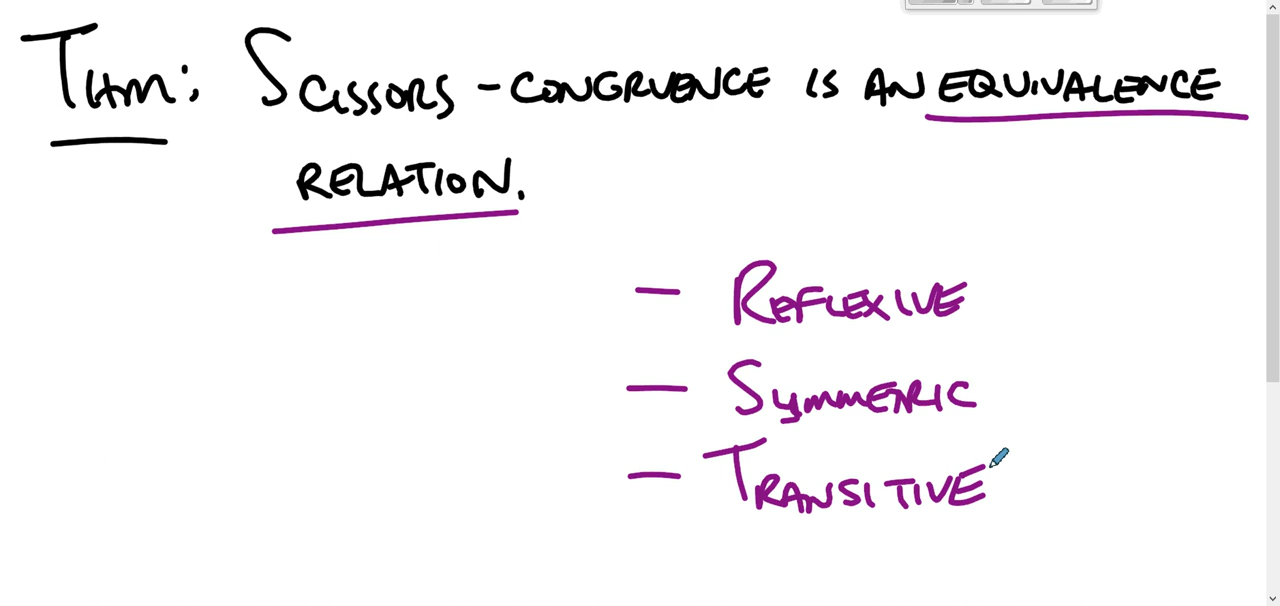 THM: SCISSORS-CONGRUENCE IS AN EQUIVALENCE
RELATION.
- REFLEXIVE
- SYMMETRIC
- TRANSITIVE